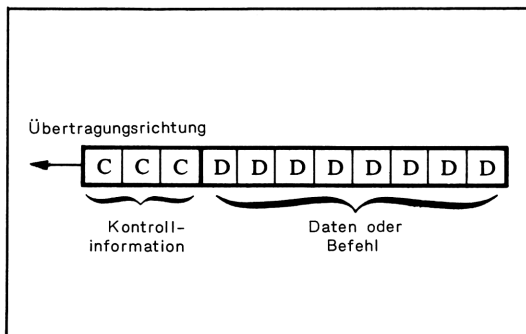 Übertragungsrichtung
C C C D D D D D D D D
Kontroll-
information
Daten oder
Befehl